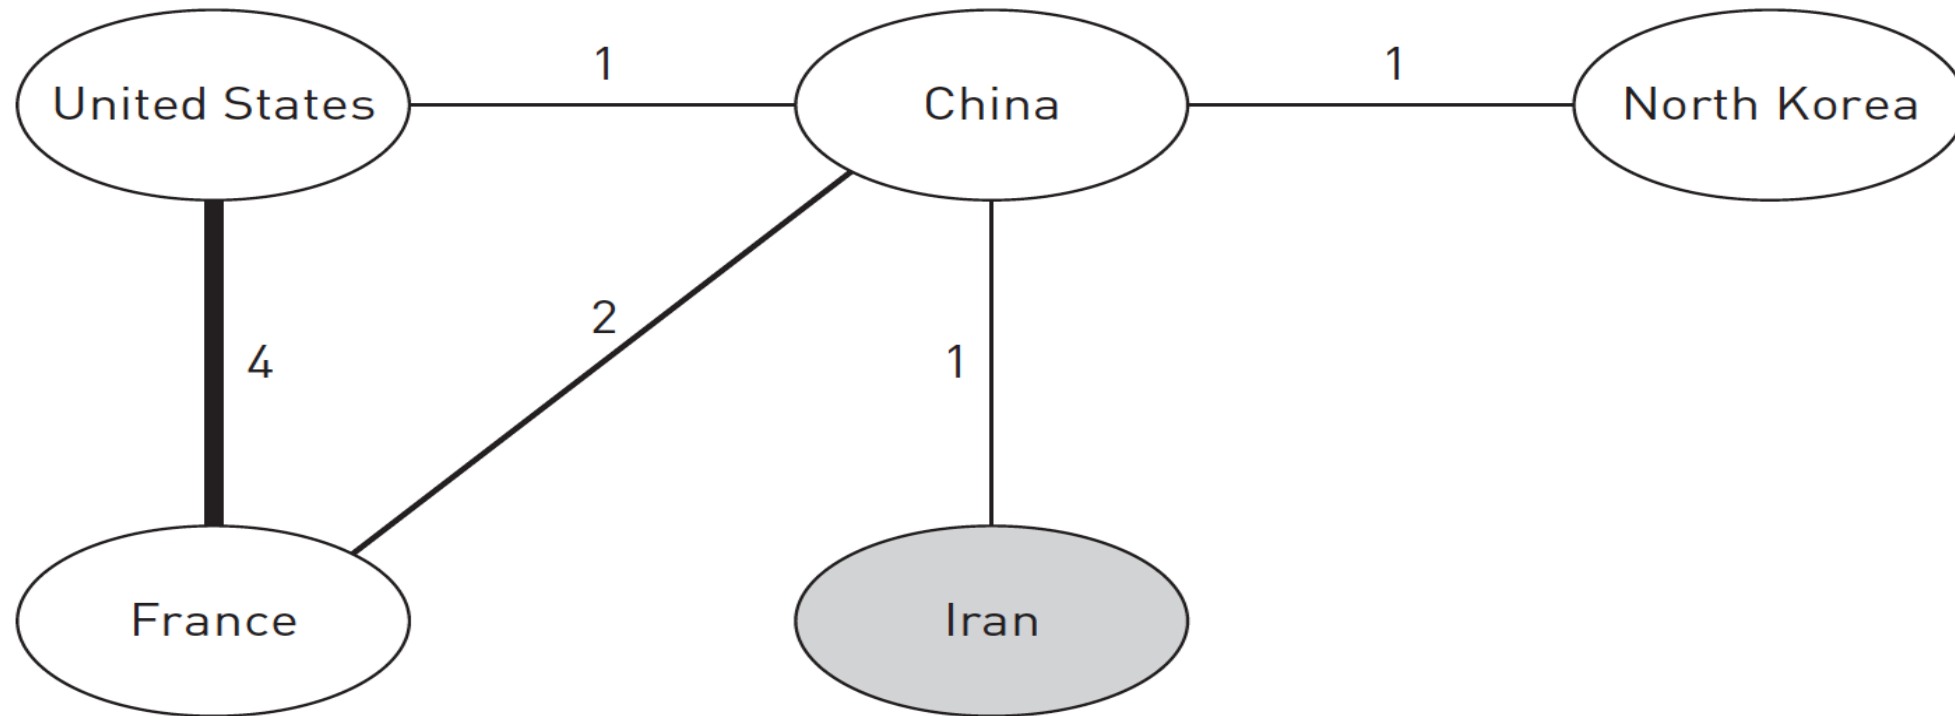 United States
1
China
1
North Korea
4
2
1
France
Iran